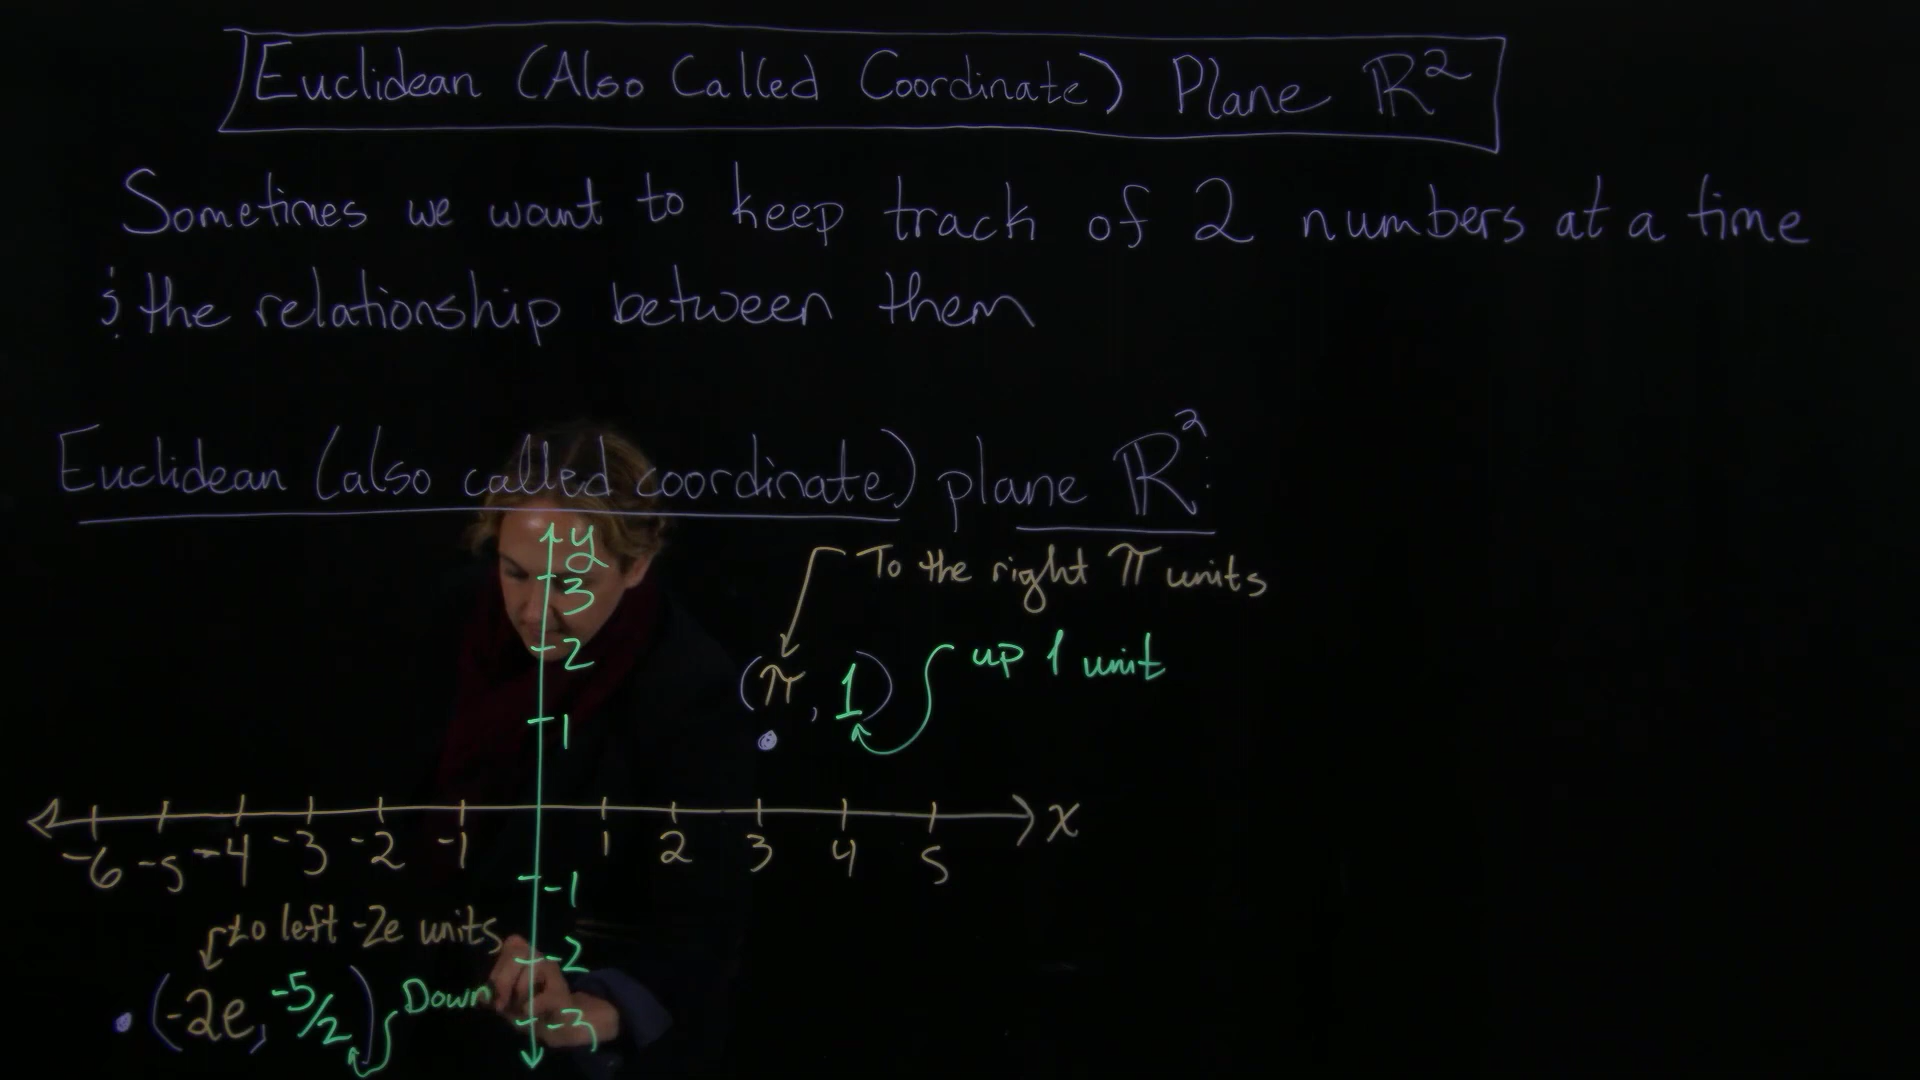 Euclidean (Also Called Coordinate) Plane ℝ²
Sometimes we want to keep track of 2 numbers at a time
& the relationship between them
Euclidean (also called coordinate) plane ℝ²:
y
3
2
1
To the right π units
(π, 1)
up 1 unit
-6 -5 -4 -3 -2 -1 1 2 3 4 5 x
-1
-2
-3
to left -2e units
(-2e, -5/2)
Down